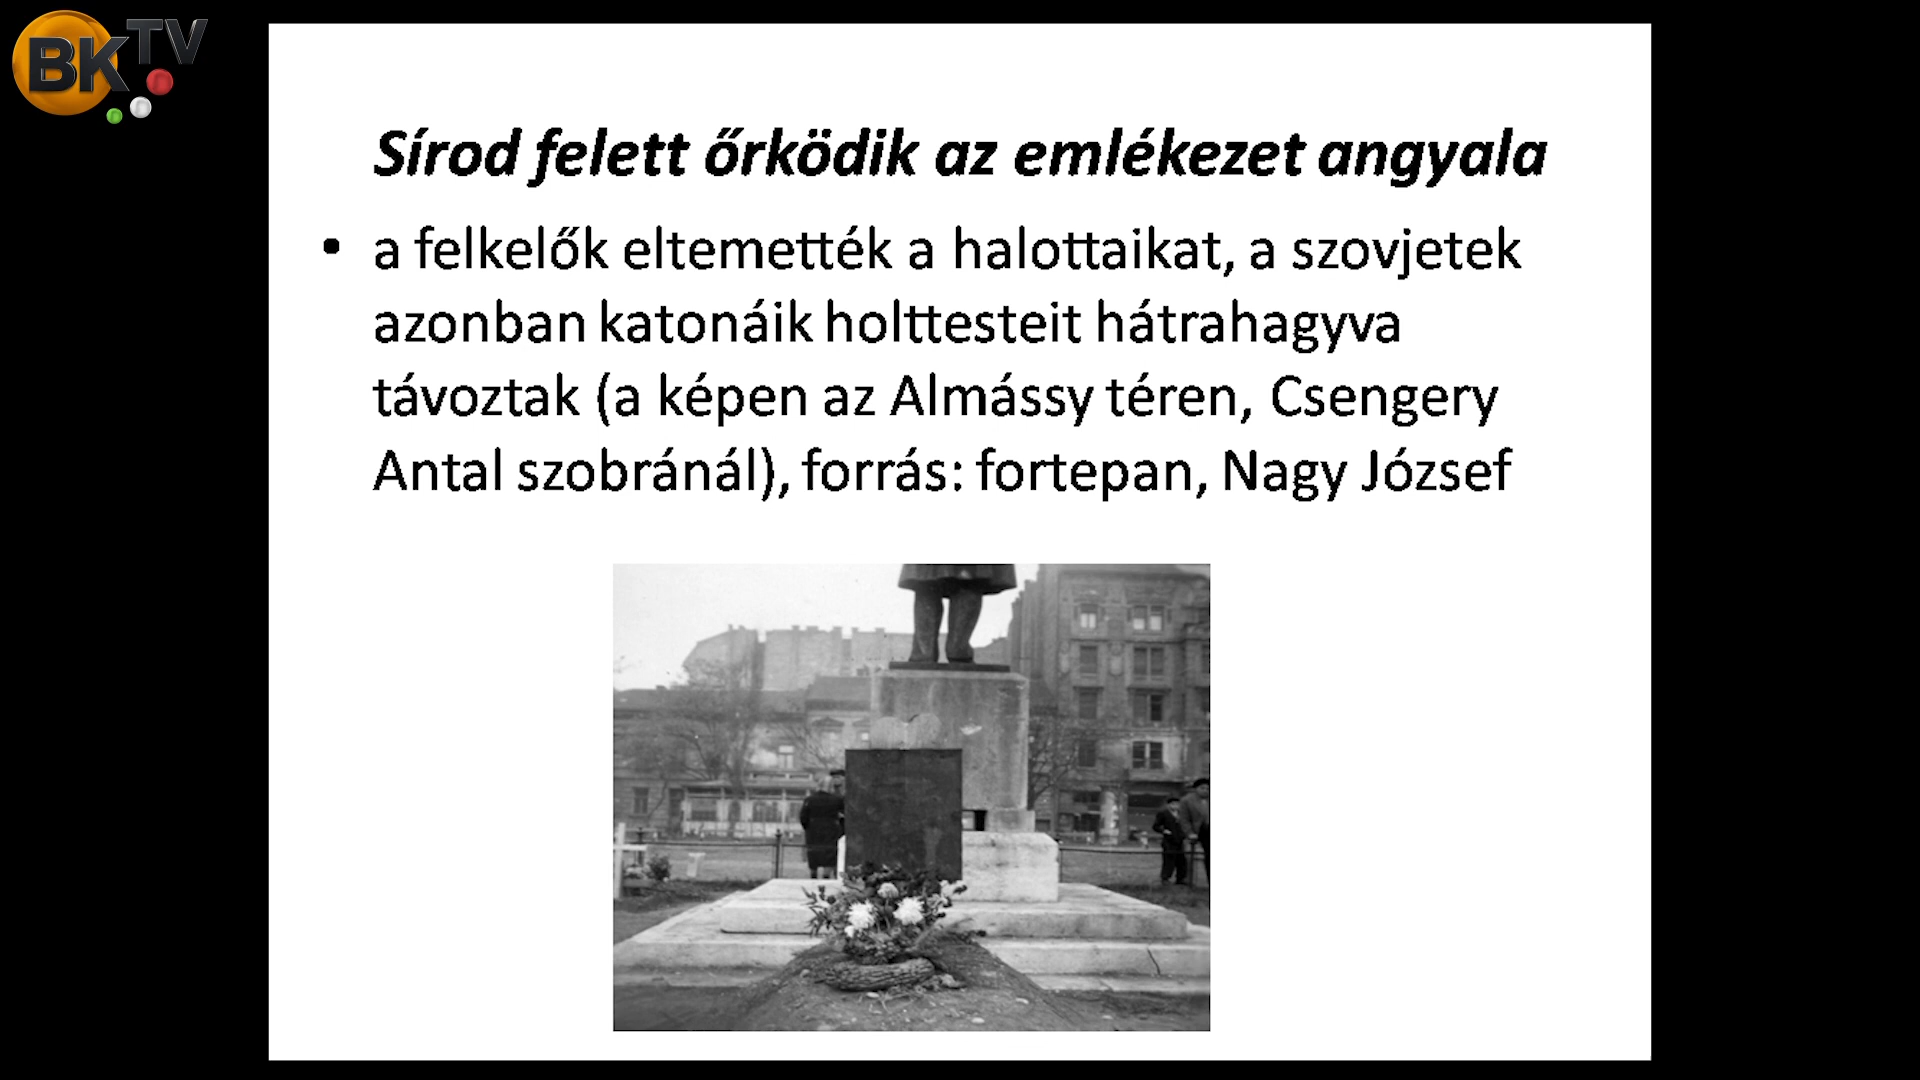 BKTV
Sírod felett őrködik az emlékezet angyala
• a felkelők eltemették a halottaikat, a szovjetek
azonban katonáik holttesteit hátrahagyva
távoztak (a képen az Almássy téren, Csengery
Antal szobránál), forrás: fortepan, Nagy József